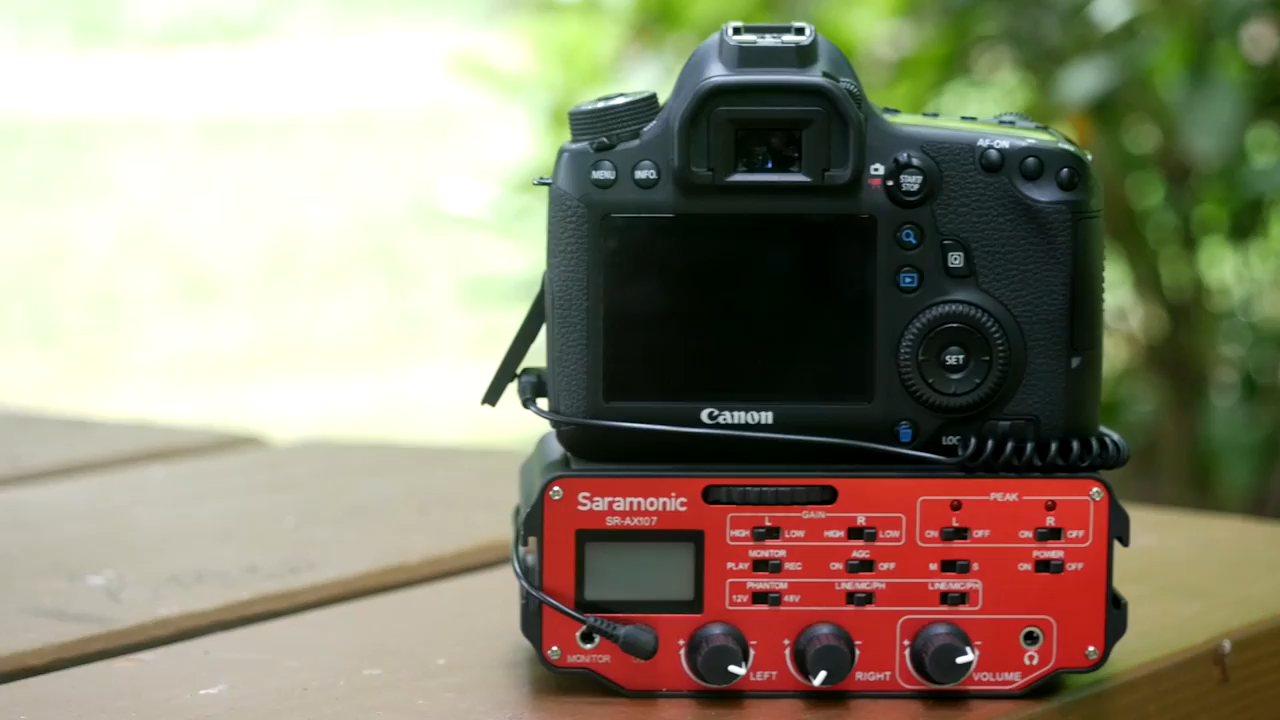 AF-ON
MENU INFO.
START/
STOP
Q
SET
Canon
LOC
Saramonic
SR-AX107
GAIN
PEAK
L R L R
HIGH LOW HIGH LOW ON OFF ON OFF
MONITOR AGC POWER
PLAY REC ON OFF M S ON OFF
PHANTOM LINE/MIC/PH LINE/MIC/PH
12V 48V
MONITOR
LEFT RIGHT VOLUME